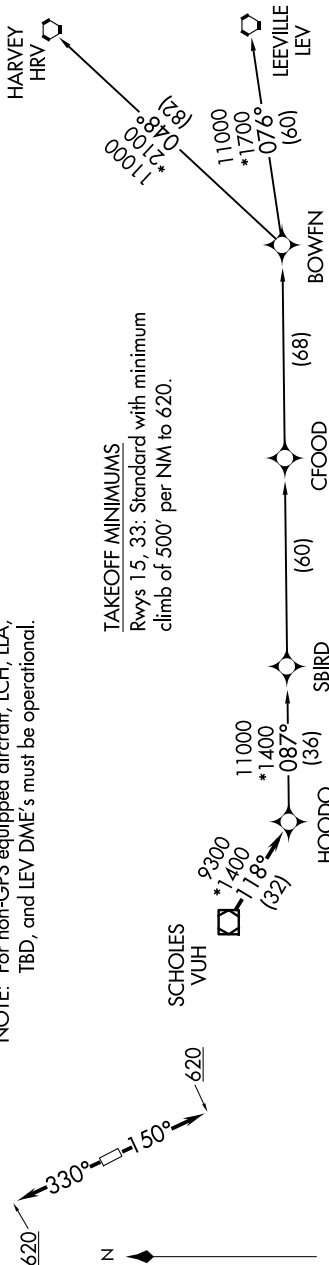 NOTE: For non-GPS equipped aircraft, LCH, LLA,
TBD, and LEV DME's must be operational.
TAKEOFF MINIMUMS
Rwys 15, 33: Standard with minimum
climb of 500' per NM to 620.
620
330°
150°
620
N
SCHOLES
VUH
9300
*1400
118°
(32)
HOODO
11000
*1400
087°
(36)
SBIRD
(60)
CFOOD
(68)
BOWFN
11000
*2100
048°
(82)
HARVEY
HRV
11000
*1700
076°
(60)
LEEVILLE
LEV